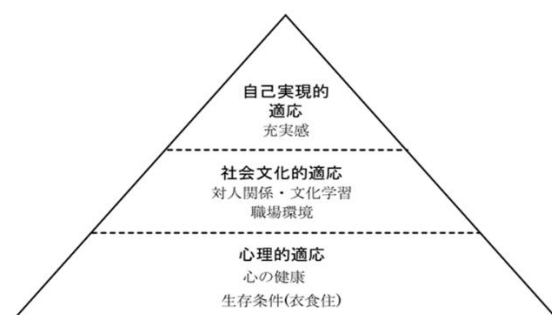 自己実現的
適応
充実感
社会文化的適応
対人関係・文化学習
職場環境
心理的適応
心の健康
生存条件(衣食住)